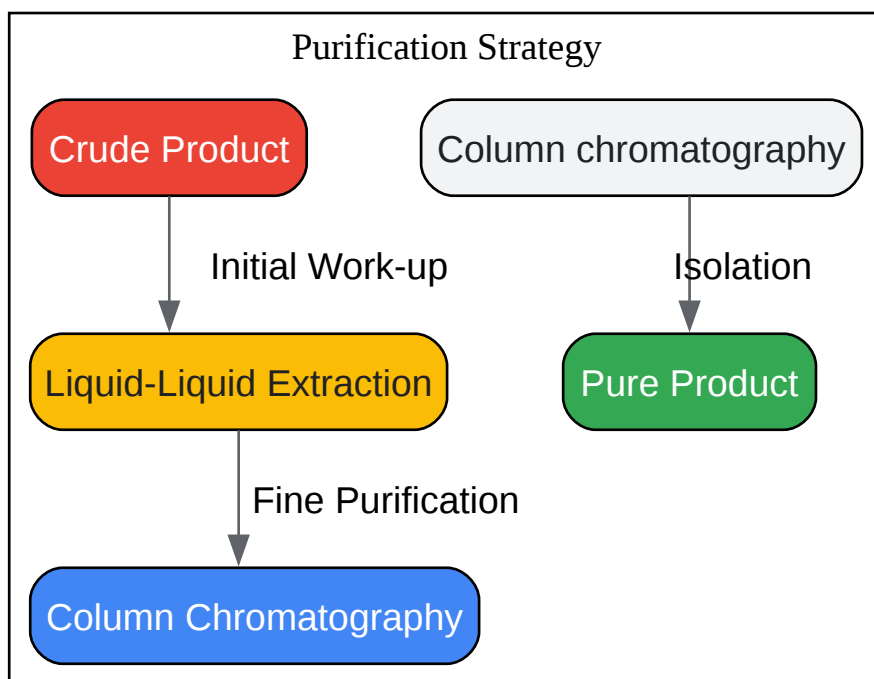 Purification Strategy
Crude Product
Column chromatography
Initial Work-up
Isolation
Liquid-Liquid Extraction
Pure Product
Fine Purification
Column Chromatography